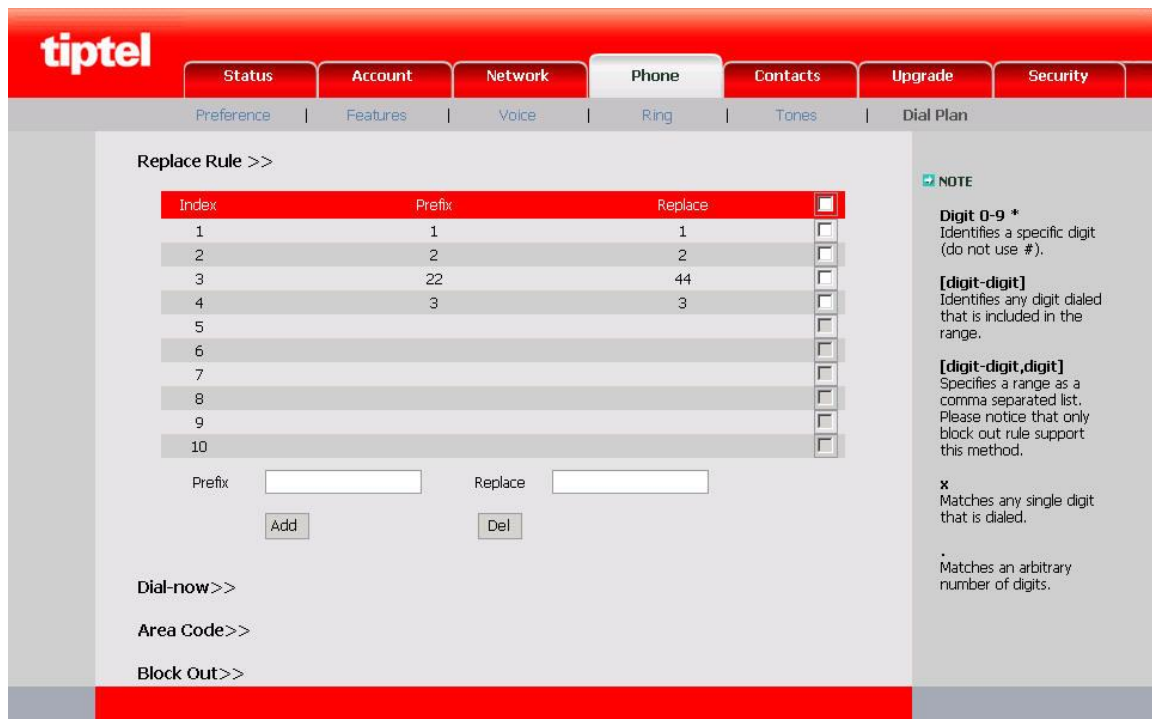 tiptel
Status Account Network Phone Contacts Upgrade Security
Preference | Features | Voice | Ring | Tones | Dial Plan
Replace Rule >>
Index Prefix Replace
1 1 1
2 2 2
3 22 44
4 3 3
5
6
7
8
9
10
Prefix Replace
Add Del
Dial-now>>
Area Code>>
Block Out>>
NOTE
Digit 0-9 *
Identifies a specific digit
(do not use #).
[digit-digit]
Identifies any digit dialed
that is included in the
range.
[digit-digit,digit]
Specifies a range as a
comma separated list.
Please notice that only
block out rule support
this method.
x
Matches any single digit
that is dialed.
.
Matches an arbitrary
number of digits.